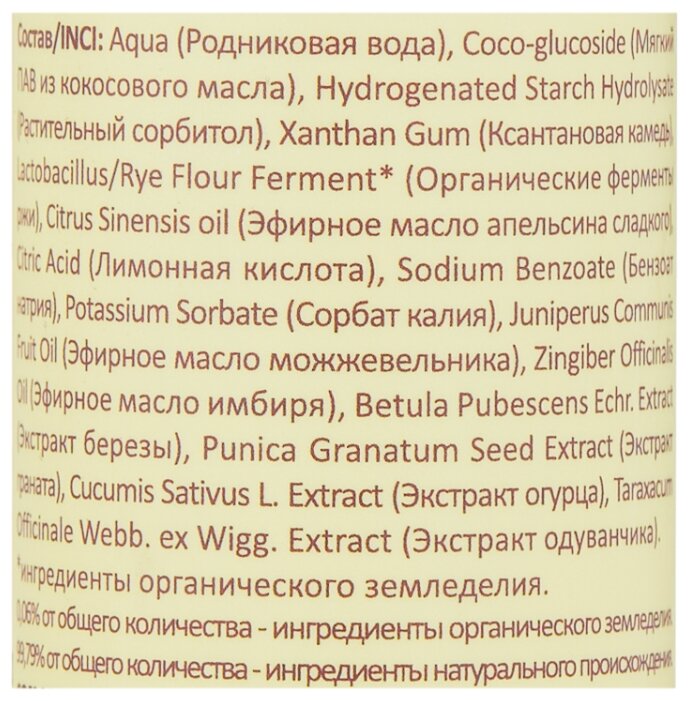 Состав/INCI: Aqua (Родниковая вода), Coco-glucoside (Мягкий
ПАВ из кокосового масла), Hydrogenated Starch Hydrolysate
(Растительный сорбитол), Xanthan Gum (Ксантановая камедь),
Lactobacillus/Rye Flour Ferment* (Органические ферменты
ржи), Citrus Sinensis oil (Эфирное масло апельсина сладкого),
Citric Acid (Лимонная кислота), Sodium Benzoate (Бензоат
натрия), Potassium Sorbate (Сорбат калия), Juniperus Communis
Fruit Oil (Эфирное масло можжевельника), Zingiber Officinalis
Oil (Эфирное масло имбиря), Betula Pubescens Echr. Extract
(Экстракт березы), Punica Granatum Seed Extract (Экстракт
граната), Cucumis Sativus L. Extract (Экстракт огурца), Taraxacum
Officinale Webb. ex Wigg. Extract (Экстракт одуванчика).
*ингредиенты органического земледелия.
0,06% от общего количества - ингредиенты органического земледелия.
99,79% от общего количества - ингредиенты натурального происхождения.